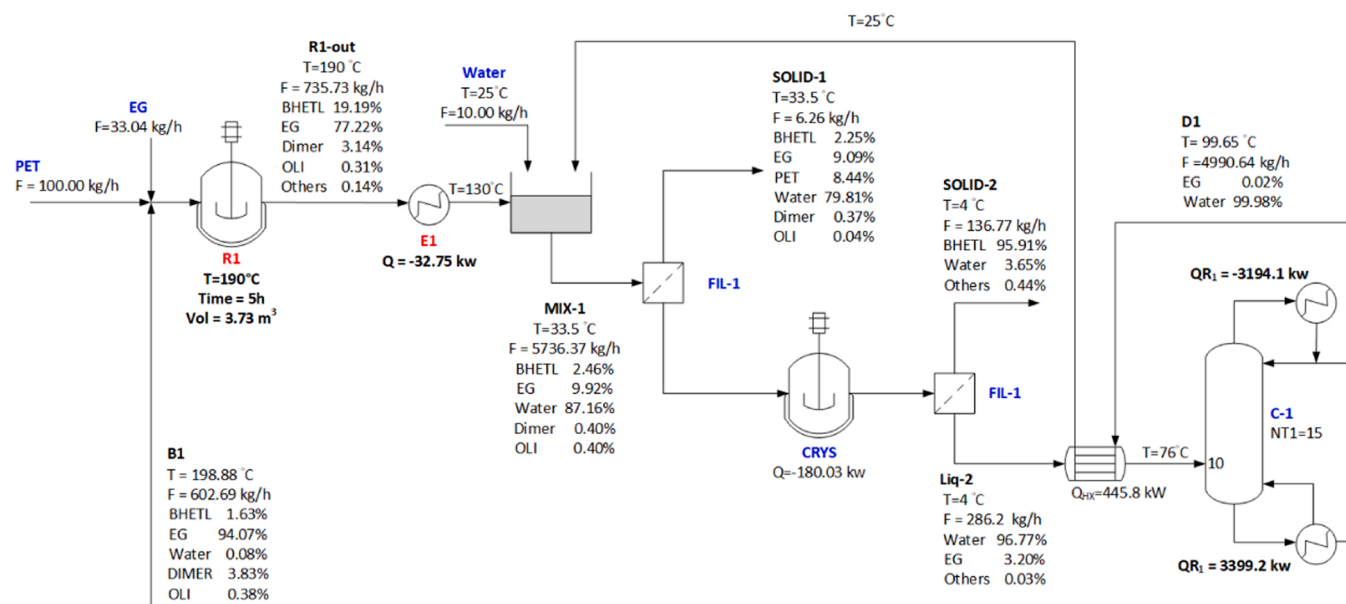 T=25°C
R1-out
T=190 °C
F = 735.73 kg/h
BHETL 19.19%
EG 77.22%
Dimer 3.14%
OLI 0.31%
Others 0.14%
Water
T=25°C
F=10.00 kg/h
EG
F=33.04 kg/h
PET
F = 100.00 kg/h
T=130°C
R1
T=190°C
Time = 5h
Vol = 3.73 m³
E1
Q = -32.75 kw
SOLID-1
T=33.5 °C
F = 6.26 kg/h
BHETL 2.25%
EG 9.09%
PET 8.44%
Water 79.81%
Dimer 0.37%
OLI 0.04%
FIL-1
MIX-1
T=33.5 °C
F = 5736.37 kg/h
BHETL 2.46%
EG 9.92%
Water 87.16%
Dimer 0.40%
OLI 0.40%
SOLID-2
T=4 °C
F = 136.77 kg/h
BHETL 95.91%
Water 3.65%
Others 0.44%
FIL-1
CRYS
Q=-180.03 kw
D1
T= 99.65 °C
F =4990.64 kg/h
EG 0.02%
Water 99.98%
QR₁ = -3194.1 kw
C-1
NT1=15
10
T=76°C
QHX=445.8 kW
QR₁ = 3399.2 kw
Liq-2
T=4 °C
F = 286.2 kg/h
Water 96.77%
EG 3.20%
Others 0.03%
B1
T = 198.88 °C
F = 602.69 kg/h
BHETL 1.63%
EG 94.07%
Water 0.08%
DIMER 3.83%
OLI 0.38%